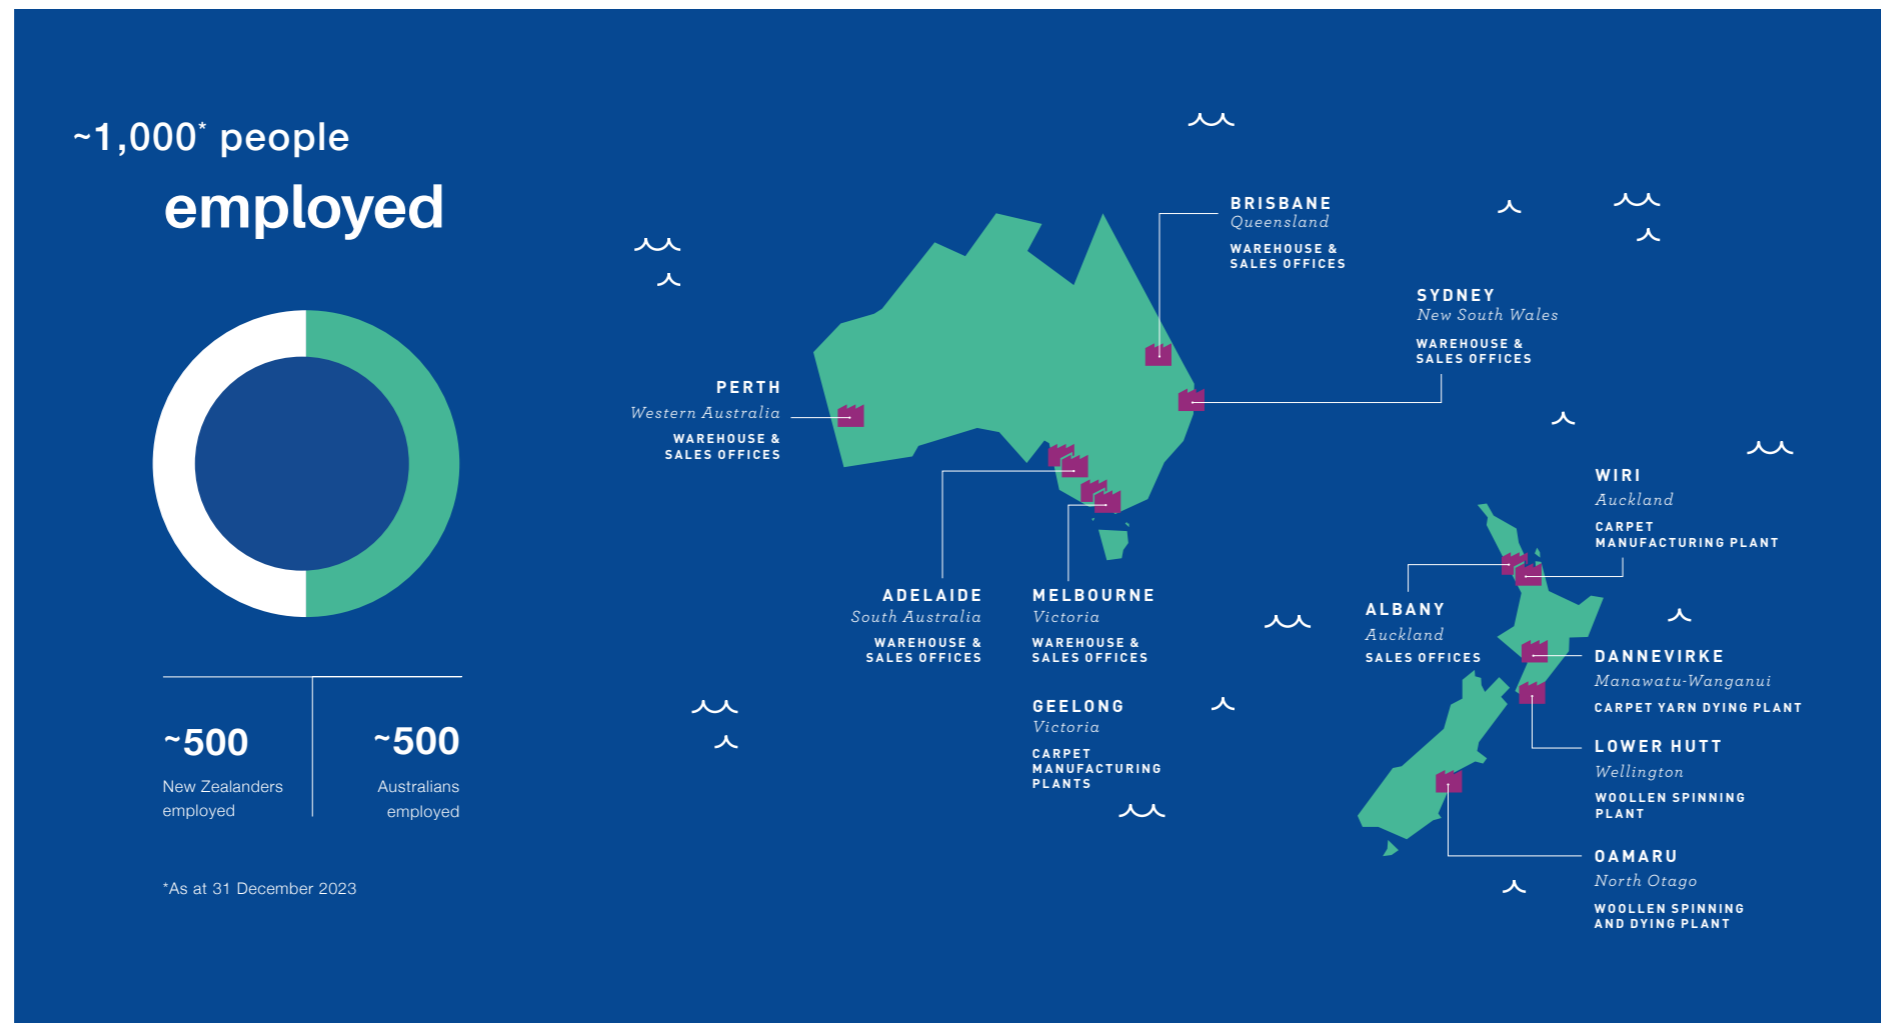 ~1,000* people
employed
~500
New Zealanders
employed
~500
Australians
employed
*As at 31 December 2023
PERTH
Western Australia
WAREHOUSE &
SALES OFFICES
BRISBANE
Queensland
WAREHOUSE &
SALES OFFICES
SYDNEY
New South Wales
WAREHOUSE &
SALES OFFICES
ADELAIDE
South Australia
WAREHOUSE &
SALES OFFICES
MELBOURNE
Victoria
WAREHOUSE &
SALES OFFICES
GEELONG
Victoria
CARPET
MANUFACTURING
PLANTS
WIRI
Auckland
CARPET
MANUFACTURING PLANT
ALBANY
Auckland
SALES OFFICES
DANNEVIRKE
Manawatu-Wanganui
CARPET YARN DYING PLANT
LOWER HUTT
Wellington
WOOLLEN SPINNING
PLANT
OAMARU
North Otago
WOOLLEN SPINNING
AND DYING PLANT